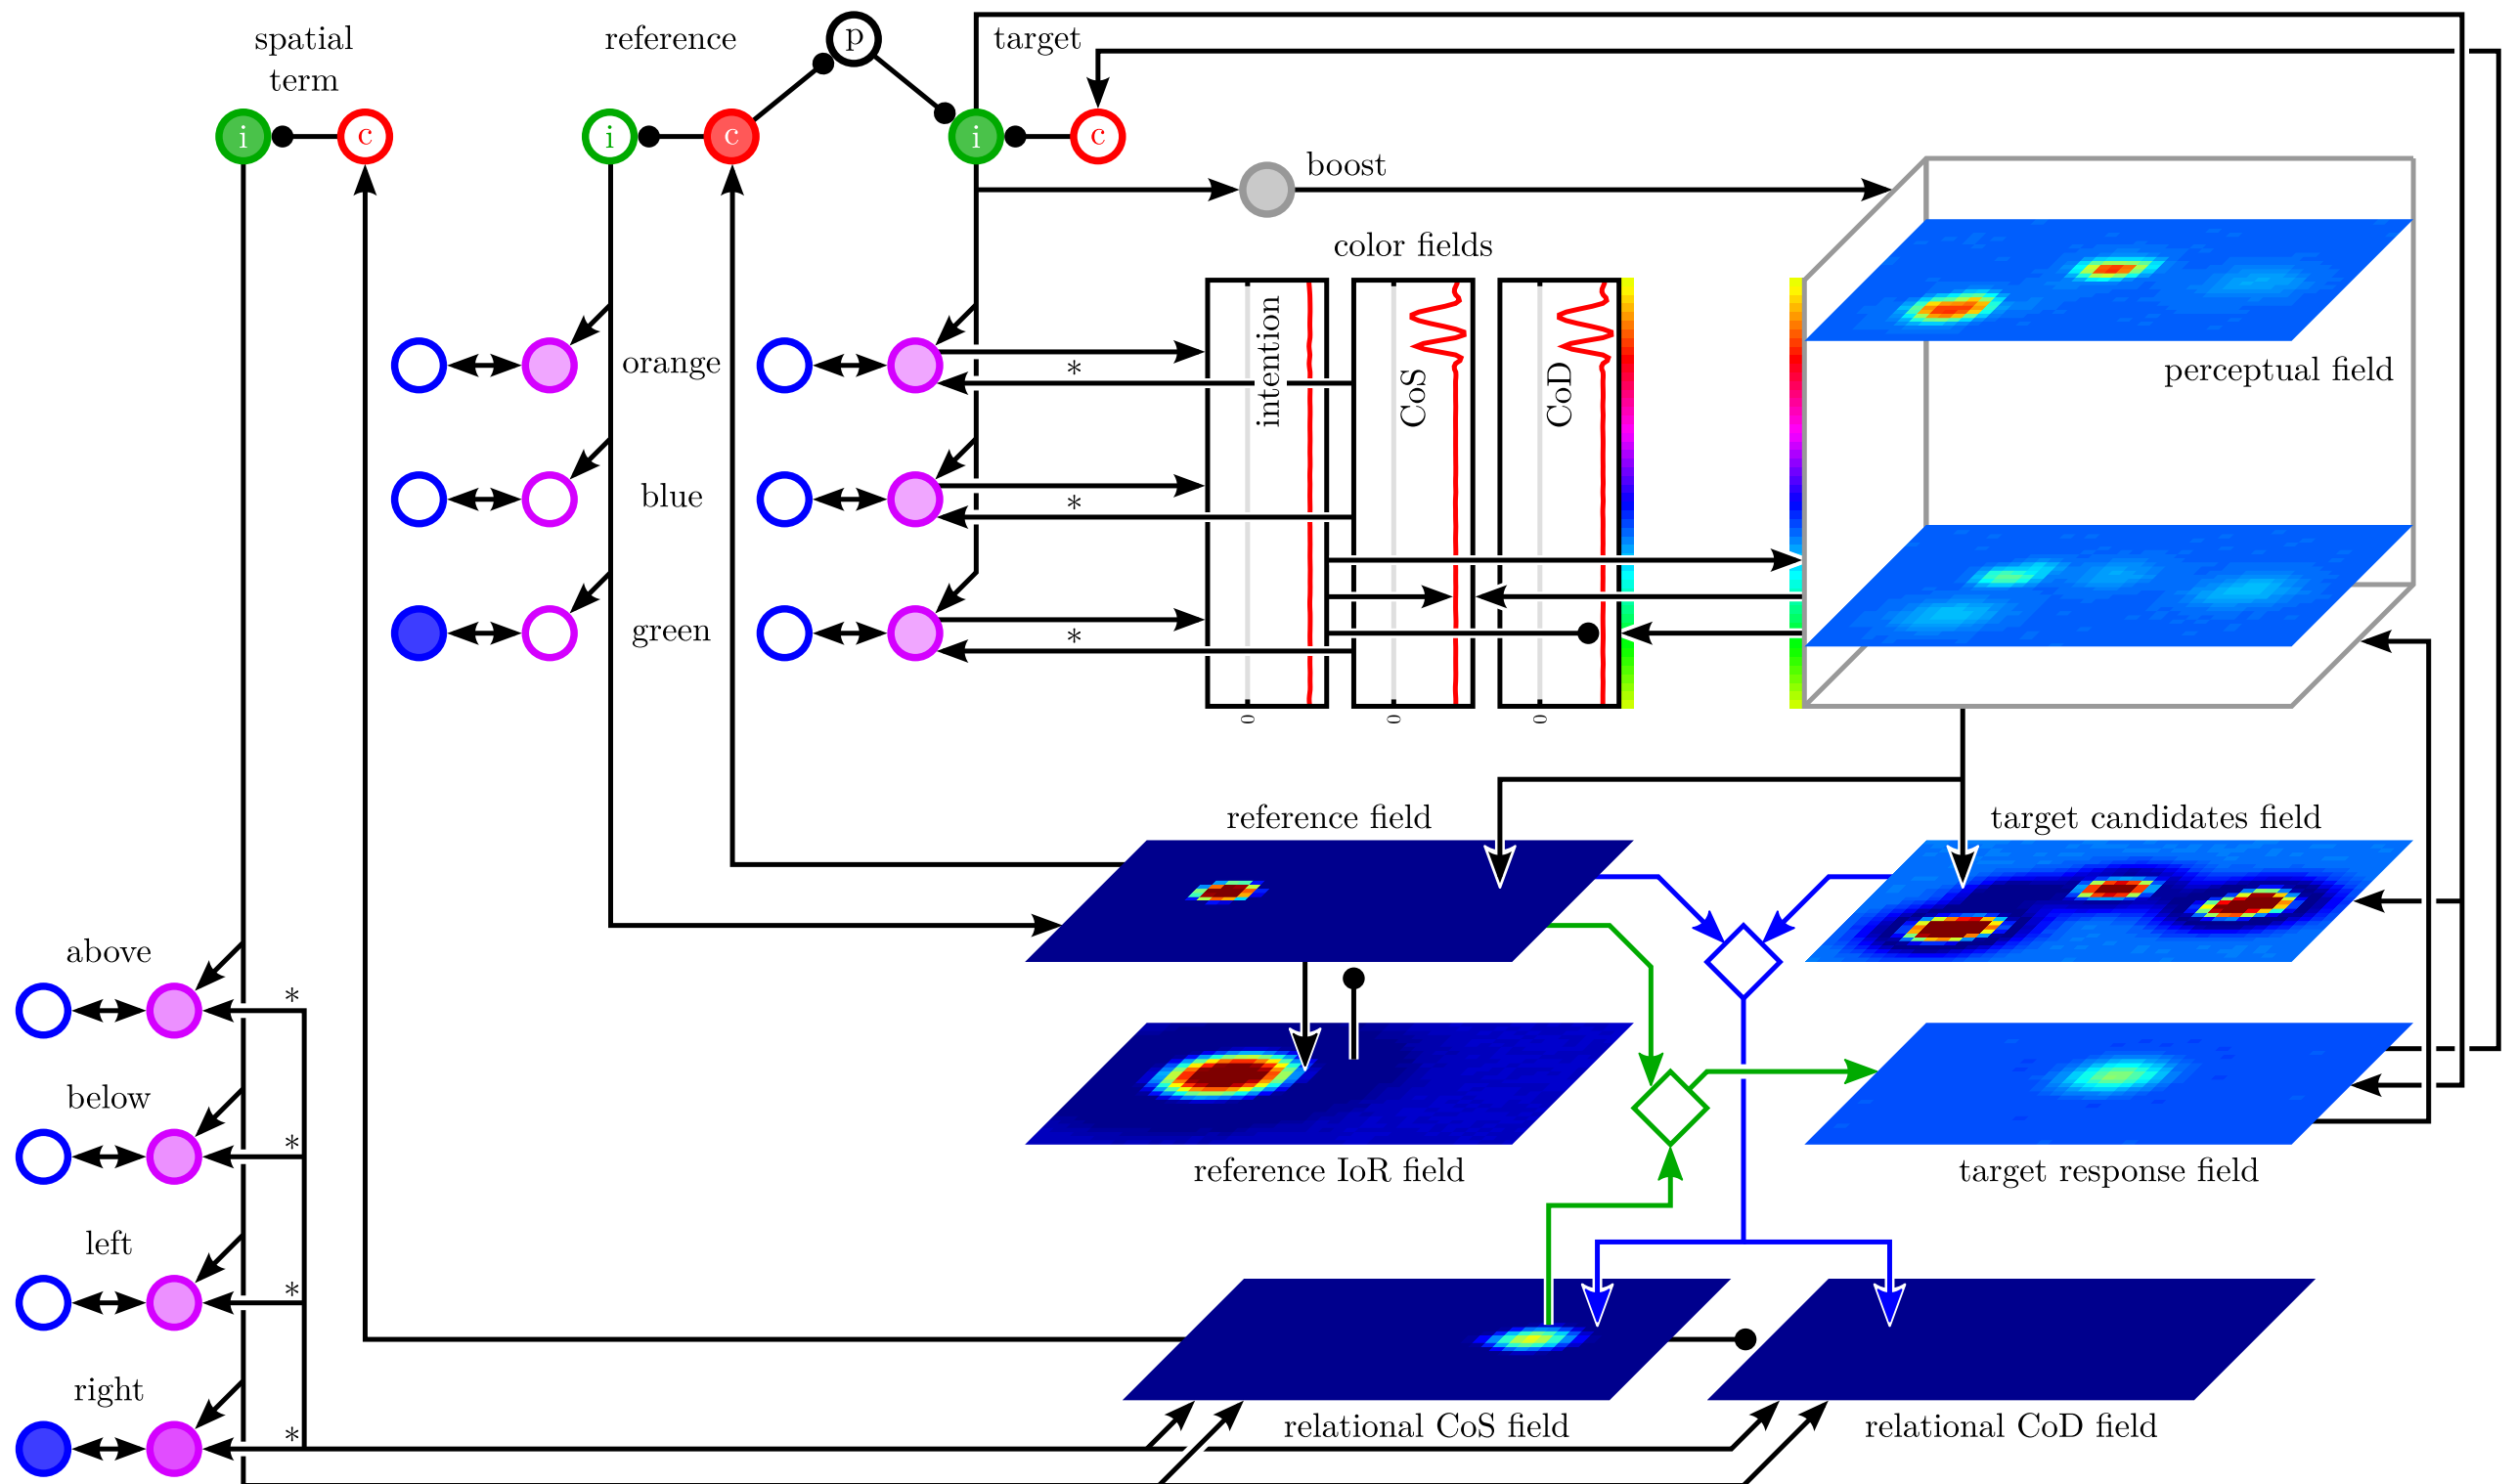 spatial
term
reference
p
target
i
c
i
c
i
c
boost
color fields
intention
CoS
CoD
orange
*
perceptual field
blue
*
green
*
0
0
0
reference field
target candidates field
above
*
below
*
reference IoR field
target response field
left
*
right
*
relational CoS field
relational CoD field